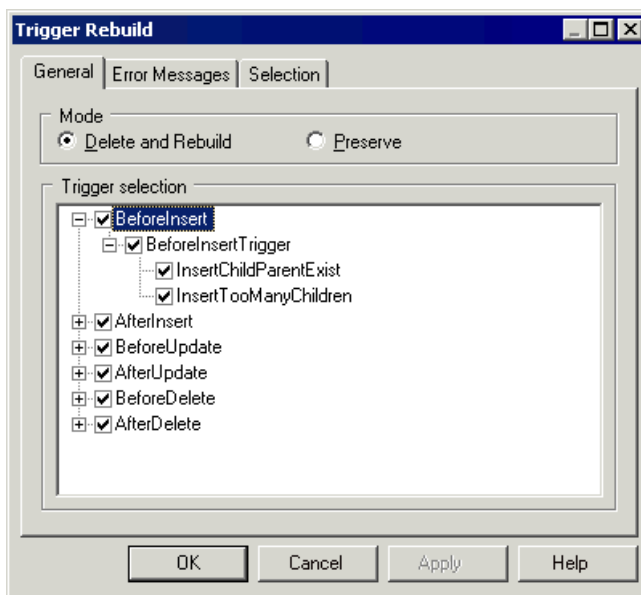 Trigger Rebuild
General Error Messages Selection
Mode
Delete and Rebuild Preserve
Trigger selection
BeforeInsert
BeforeInsertTrigger
InsertChildParentExist
InsertTooManyChildren
AfterInsert
BeforeUpdate
AfterUpdate
BeforeDelete
AfterDelete
OK Cancel Apply Help